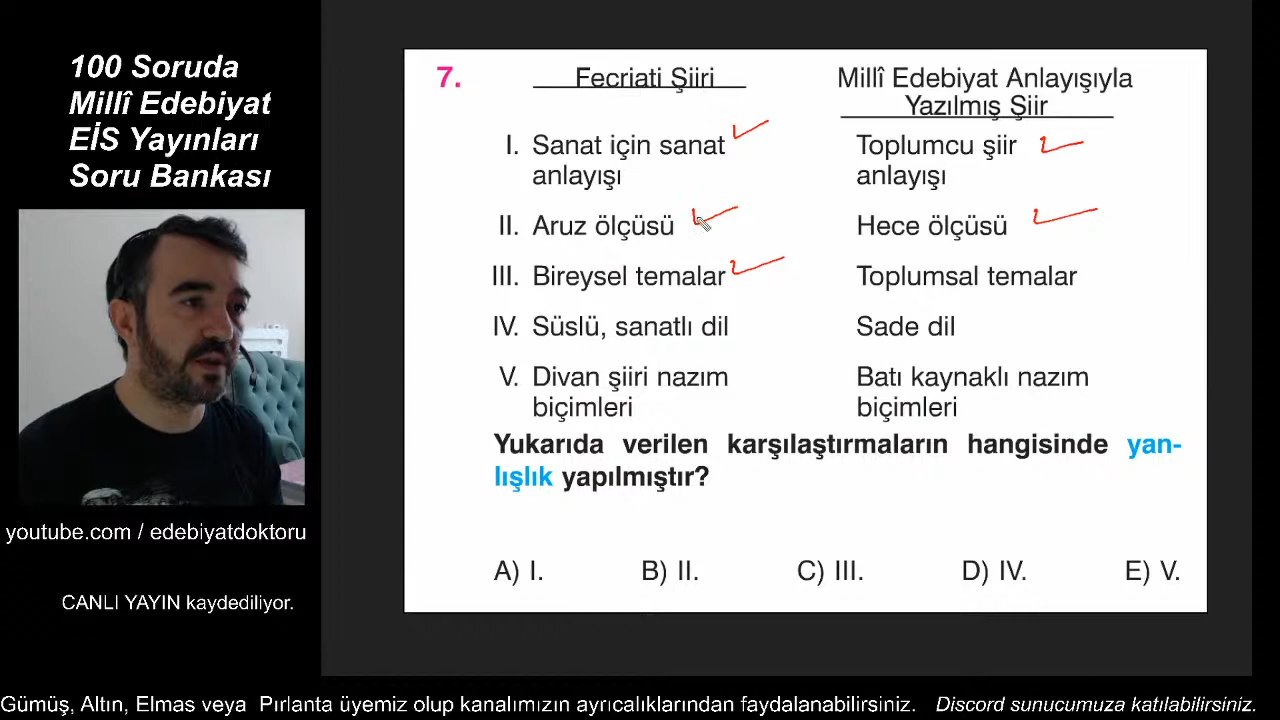 100 Soruda
Millî Edebiyat
EİS Yayınları
Soru Bankası
youtube.com / edebiyatdoktoru
CANLI YAYIN kaydediliyor.
7.
Fecriati Şiiri
Millî Edebiyat Anlayışıyla
Yazılmış Şiir
I. Sanat için sanat
anlayışı
Toplumcu şiir
anlayışı
II. Aruz ölçüsü
Hece ölçüsü
III. Bireysel temalar
Toplumsal temalar
IV. Süslü, sanatlı dil
Sade dil
V. Divan şiiri nazım
biçimleri
Batı kaynaklı nazım
biçimleri
Yukarıda verilen karşılaştırmaların hangisinde yan-
lışlık yapılmıştır?
A) I. B) II. C) III. D) IV. E) V.
Gümüş, Altın, Elmas veya Pırlanta üyemiz olup kanalımızın ayrıcalıklarından faydalanabilirsiniz. Discord sunucumuza katılabilirsiniz.